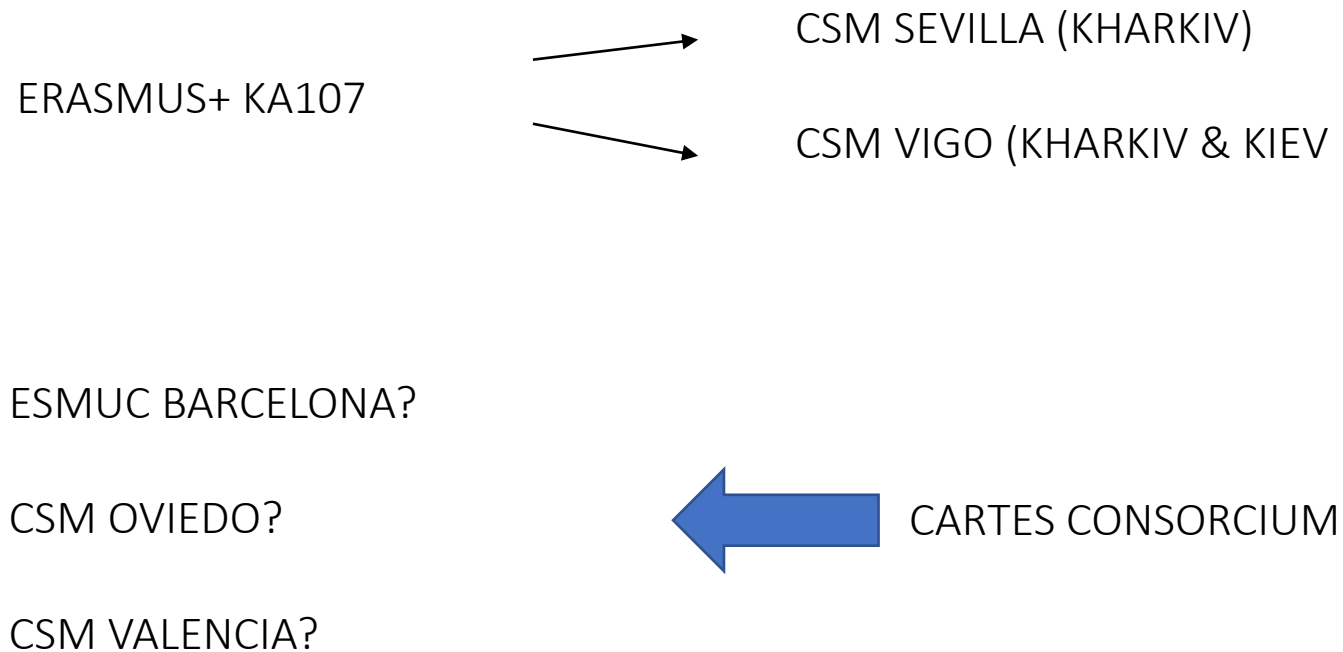 CSM SEVILLA (KHARKIV)
ERASMUS+ KA107
CSM VIGO (KHARKIV & KIEV
ESMUC BARCELONA?
CSM OVIEDO?
CARTES CONSORCIUM
CSM VALENCIA?